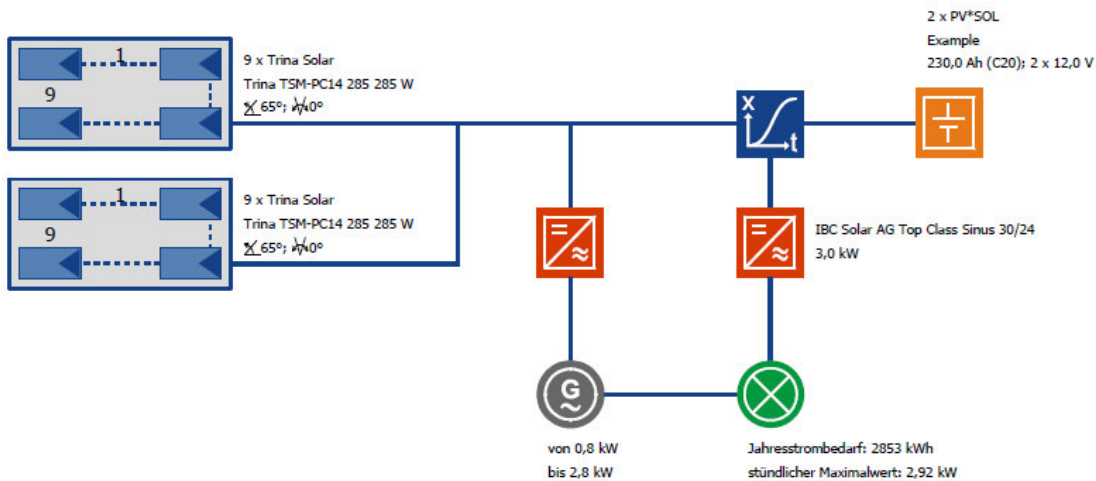 2 x PV*SOL
Example
230,0 Ah (C20); 2 x 12,0 V
1
9
9 x Trina Solar
Trina TSM-PC14 285 285 W
65°; 0°
X
t
1
9
9 x Trina Solar
Trina TSM-PC14 285 285 W
65°; 0°
IBC Solar AG Top Class Sinus 30/24
3,0 kW
G
von 0,8 kW
bis 2,8 kW
Jahresstrombedarf: 2853 kWh
stündlicher Maximalwert: 2,92 kW